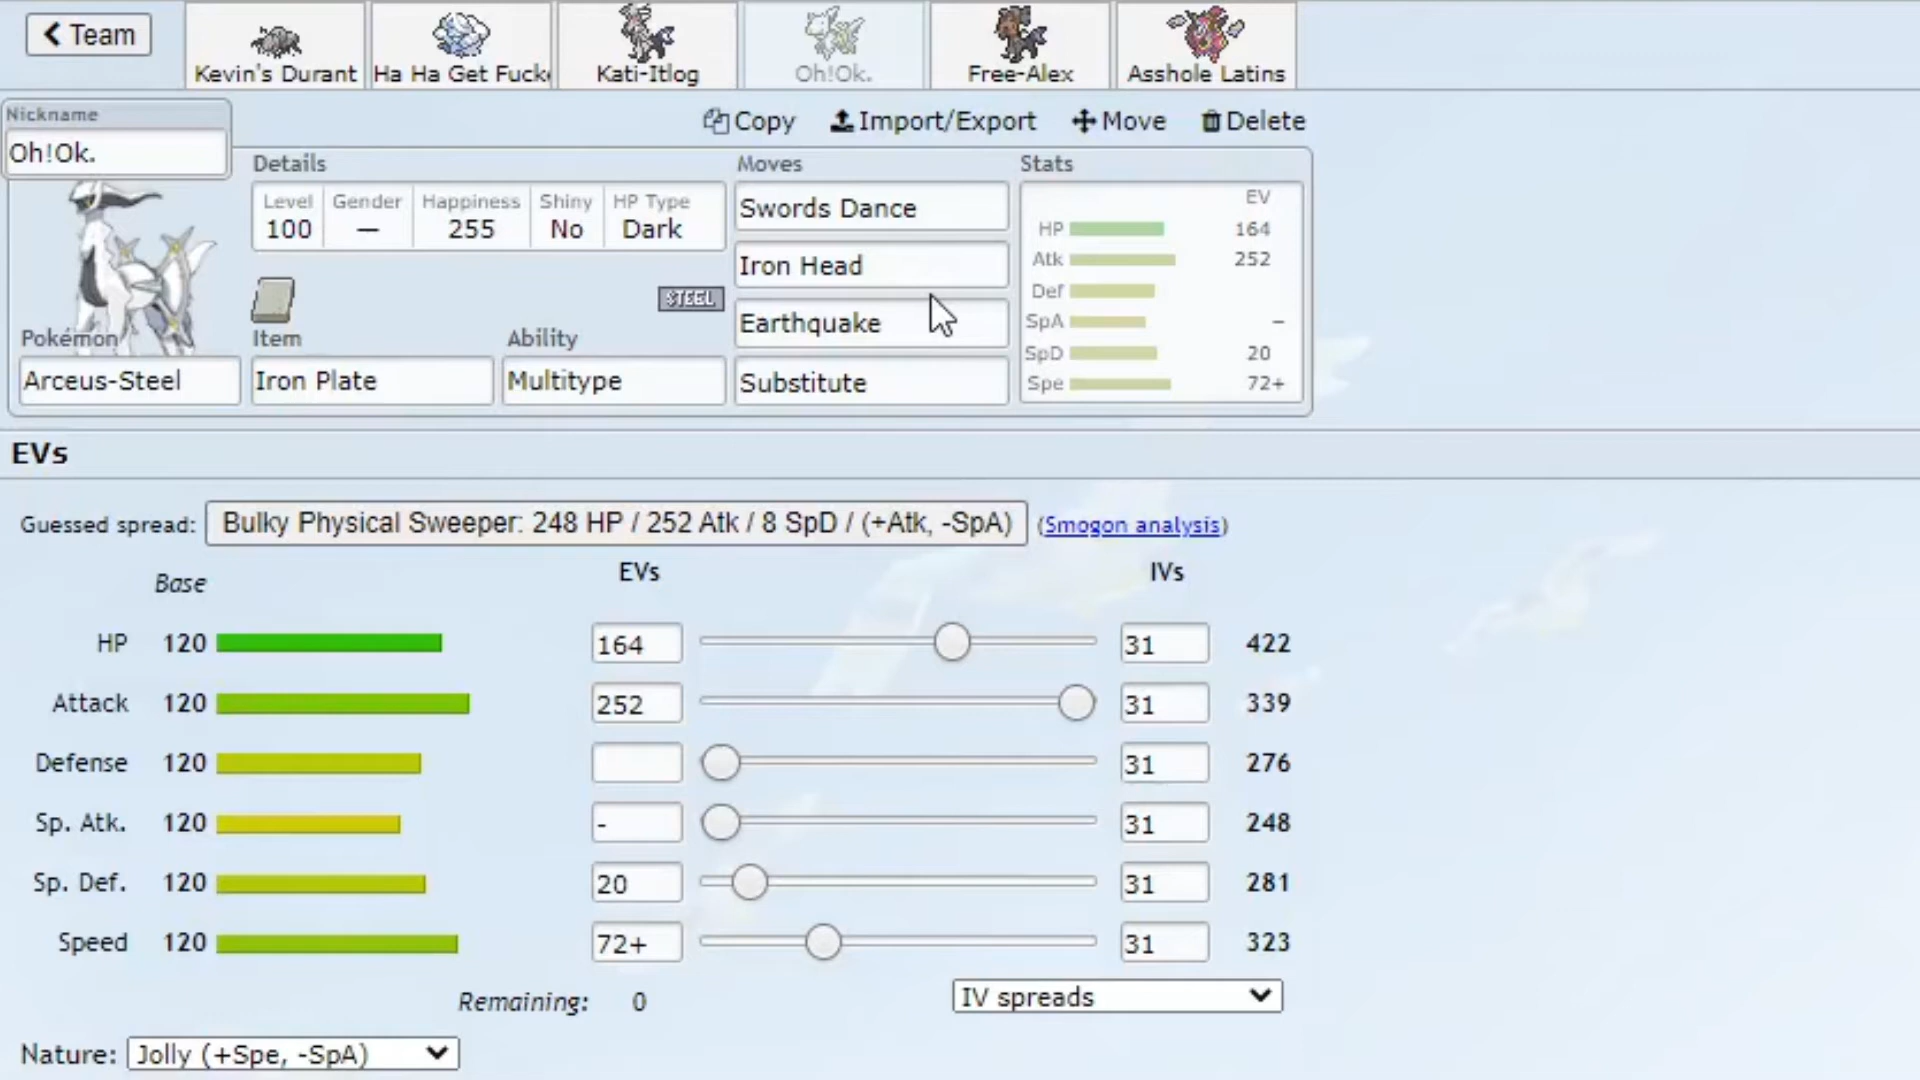 Team
Kevin's Durant
Ha Ha Get Fuck
Kati-Itlog
Oh!Ok.
Free-Alex
Asshole Latins
Nickname
Oh!Ok.
Copy
Import/Export
Move
Delete
Details
Moves
Stats
Level
Gender
Happiness
Shiny
HP Type
100
—
255
No
Dark
STEEL
Pokémon
Item
Ability
Arceus-Steel
Iron Plate
Multitype
Swords Dance
Iron Head
Earthquake
Substitute
EV
HP 164
Atk 252
Def
SpA –
SpD 20
Spe 72+
EVs
Guessed spread: Bulky Physical Sweeper: 248 HP / 252 Atk / 8 SpD / (+Atk, -SpA) (Smogon analysis)
Base EVs IVs
HP 120 164 31 422
Attack 120 252 31 339
Defense 120 31 276
Sp. Atk. 120 - 31 248
Sp. Def. 120 20 31 281
Speed 120 72+ 31 323
Remaining: 0
IV spreads
Nature: Jolly (+Spe, -SpA)